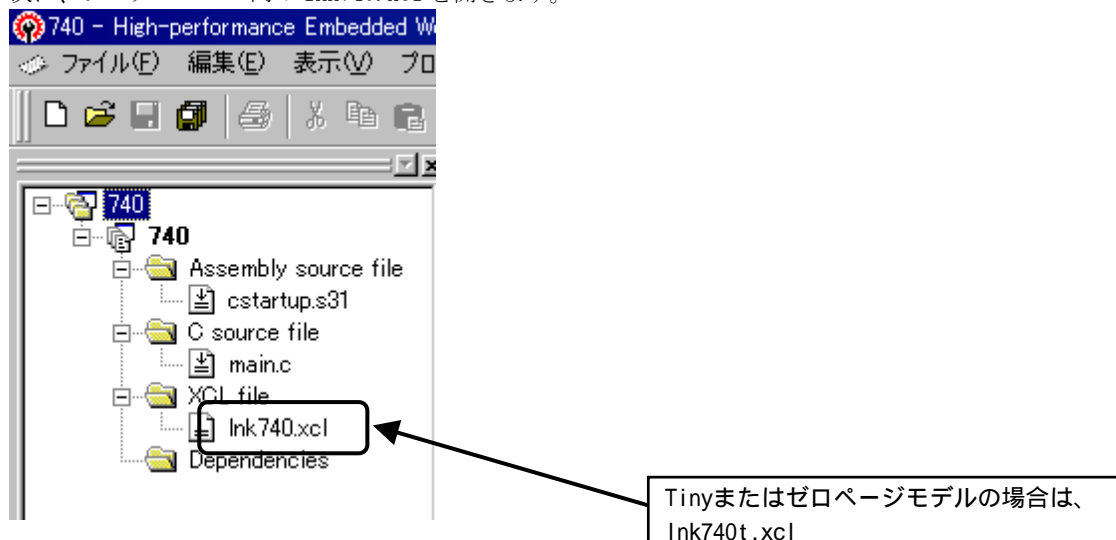 740 - High-performance Embedded W
ファイル(F) 編集(E) 表示(V) プロ
740
740
Assembly source file
cstartup.s31
C source file
main.c
XCL file
lnk740.xcl
Dependencies
Tinyまたはゼロページモデルの場合は、
lnk740t.xcl